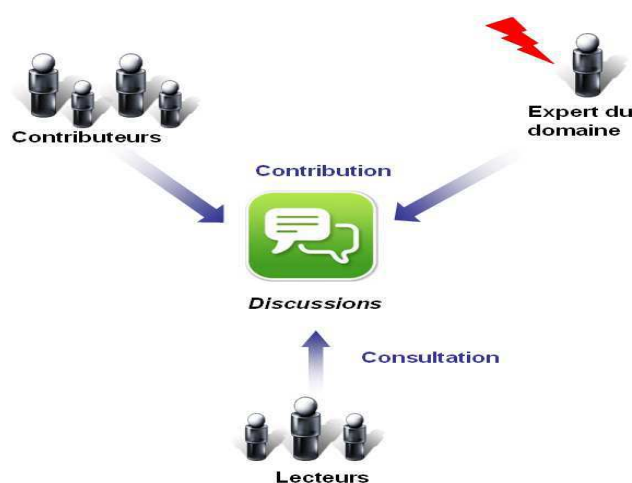 Contributeurs
Expert du
domaine
Contribution
Discussions
Consultation
Lecteurs